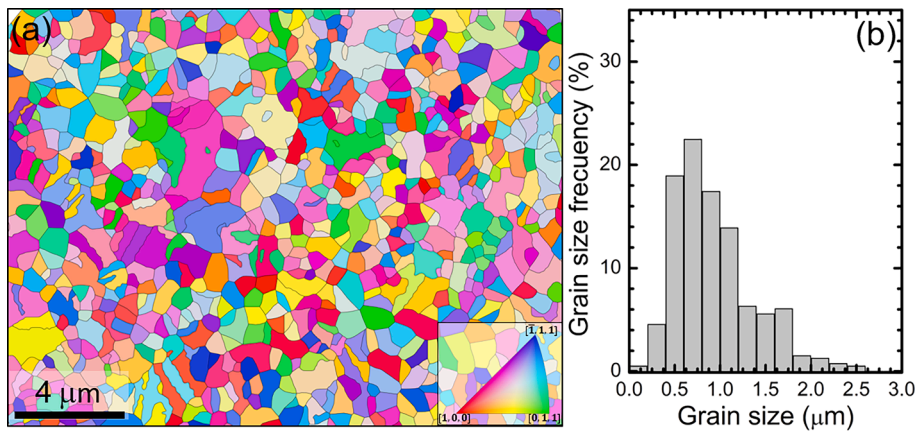 (a)
4 μm
[1̅, 1, 1]
[1, 0, 0]
[0, 1, 1]
(b)
Grain size frecuency (%)
30
20
10
0
0.0 0.5 1.0 1.5 2.0 2.5 3.0
Grain size (μm)